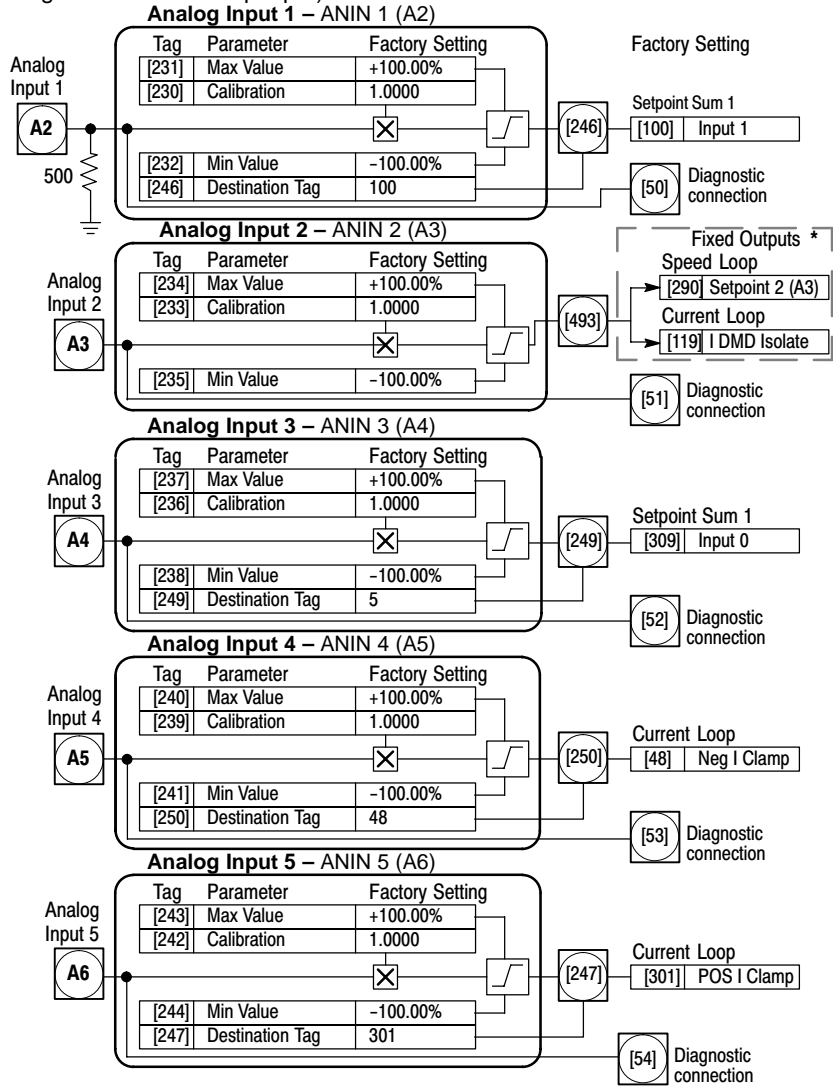 Analog Input 1 – ANIN 1 (A2)
Tag Parameter Factory Setting
Factory Setting
Analog
Input 1
[231] Max Value +100.00%
[230] Calibration 1.0000
A2
500
[246]
Setpoint Sum 1
[100] Input 1
[232] Min Value −100.00%
[246] Destination Tag 100
[50]
Diagnostic
connection
Analog Input 2 – ANIN 2 (A3)
Tag Parameter Factory Setting
Analog
Input 2
[234] Max Value +100.00%
[233] Calibration 1.0000
A3
[493]
Fixed Outputs *
Speed Loop
[290] Setpoint 2 (A3)
Current Loop
[119] I DMD Isolate
[235] Min Value −100.00%
[51]
Diagnostic
connection
Analog Input 3 – ANIN 3 (A4)
Tag Parameter Factory Setting
Analog
Input 3
[237] Max Value +100.00%
[236] Calibration 1.0000
A4
[249]
Setpoint Sum 1
[309] Input 0
[238] Min Value −100.00%
[249] Destination Tag 5
[52]
Diagnostic
connection
Analog Input 4 – ANIN 4 (A5)
Tag Parameter Factory Setting
Analog
Input 4
[240] Max Value +100.00%
[239] Calibration 1.0000
A5
[250]
Current Loop
[48] Neg I Clamp
[241] Min Value −100.00%
[250] Destination Tag 48
[53]
Diagnostic
connection
Analog Input 5 – ANIN 5 (A6)
Tag Parameter Factory Setting
Analog
Input 5
[243] Max Value +100.00%
[242] Calibration 1.0000
A6
[247]
Current Loop
[301] POS I Clamp
[244] Min Value −100.00%
[247] Destination Tag 301
[54]
Diagnostic
connection